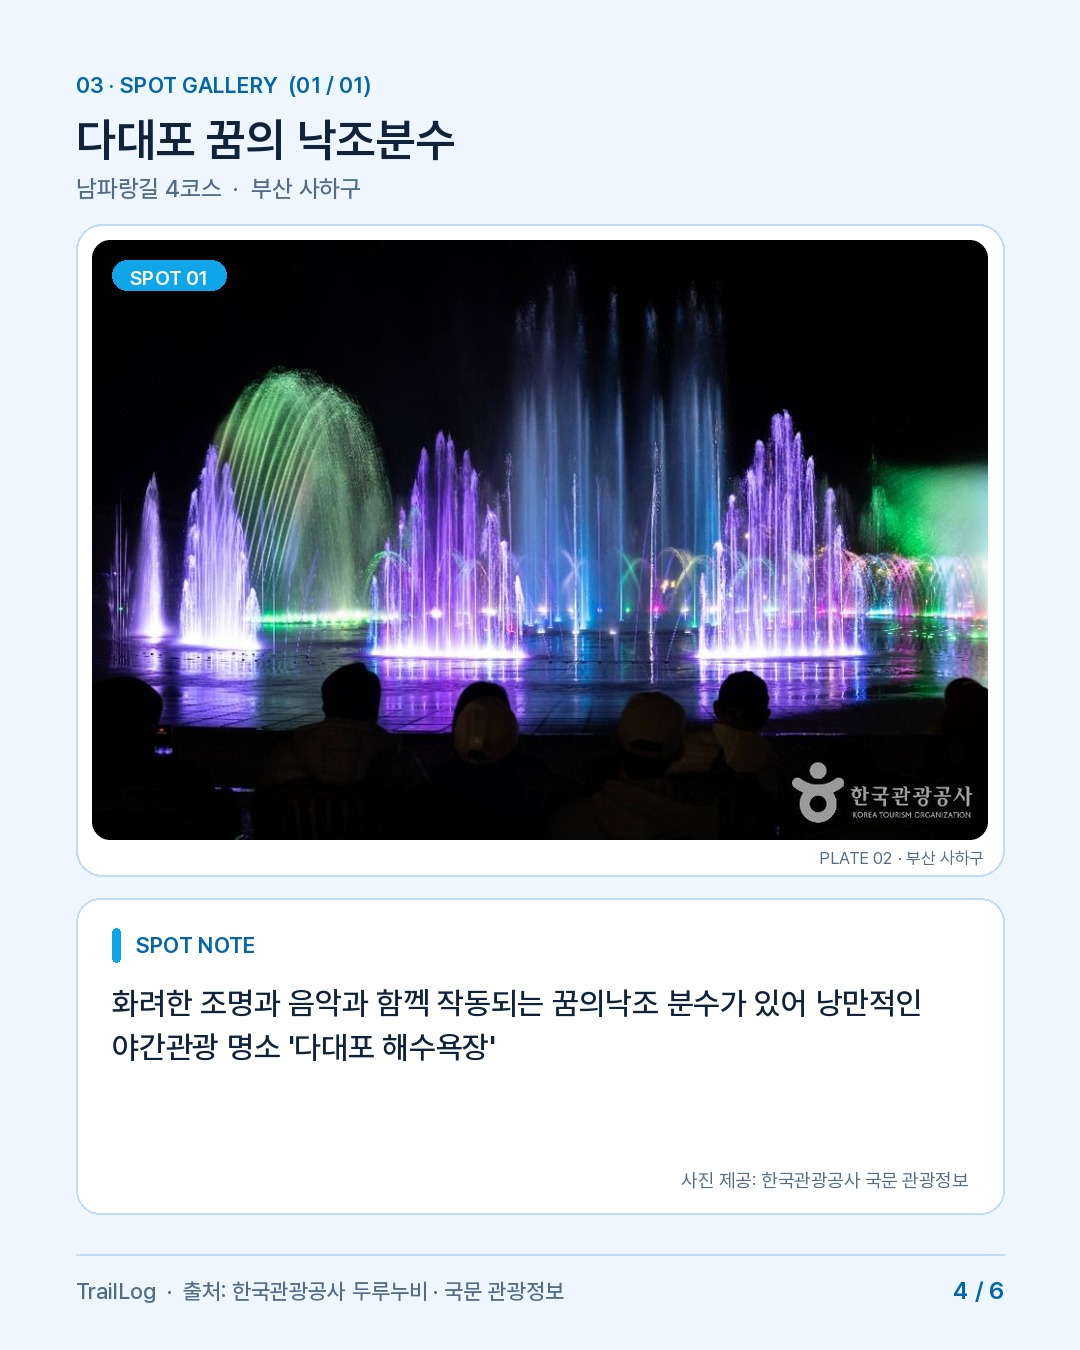 03 · SPOT GALLERY (01 / 01)
다대포 꿈의 낙조분수
남파랑길 4코스 · 부산 사하구
SPOT 01
한국관광공사
KOREA TOURISM ORGANIZATION
PLATE 02 · 부산 사하구
SPOT NOTE
화려한 조명과 음악과 함께 작동되는 꿈의낙조 분수가 있어 낭만적인
야간관광 명소 '다대포 해수욕장'
사진 제공: 한국관광공사 국문 관광정보
TrailLog · 출처: 한국관광공사 두루누비 · 국문 관광정보
4 / 6